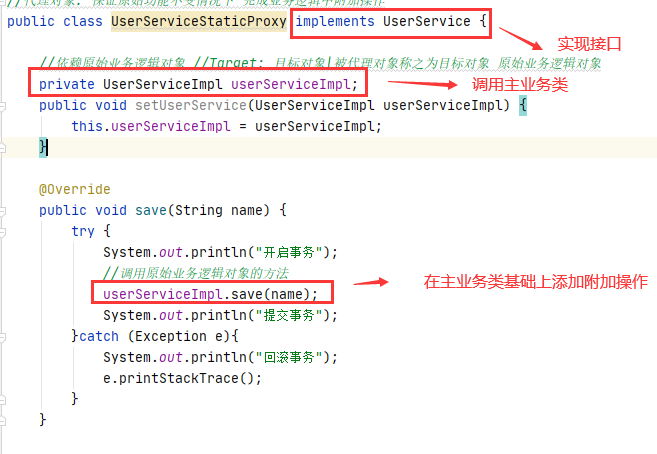 //代理对象: 保证原始功能不变情况下 完成业务逻辑中附加操作
public class UserServiceStaticProxy implements UserService {
实现接口
//依赖原始业务逻辑对象 //Target: 目标对象|被代理对象称之为目标对象 原始业务逻辑对象
private UserServiceImpl userServiceImpl;
调用主业务类
public void setUserService(UserServiceImpl userServiceImpl) {
this.userServiceImpl = userServiceImpl;
}
@Override
public void save(String name) {
try {
System.out.println("开启事务");
//调用原始业务逻辑对象的方法
userServiceImpl.save(name);
在主业务类基础上添加附加操作
System.out.println("提交事务");
}catch (Exception e){
System.out.println("回滚事务");
e.printStackTrace();
}
}